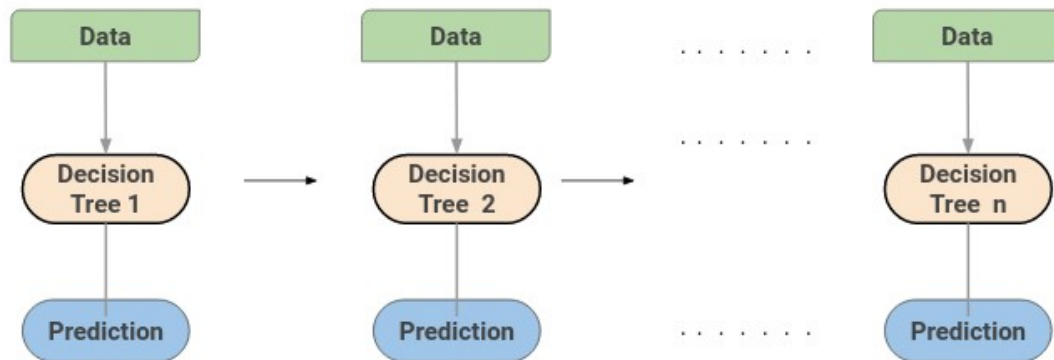 Data Data . . . . . . . Data
. . . . . . .
Decision Decision Decision
Tree 1 Tree 2 Tree n
Prediction Prediction . . . . . . . Prediction